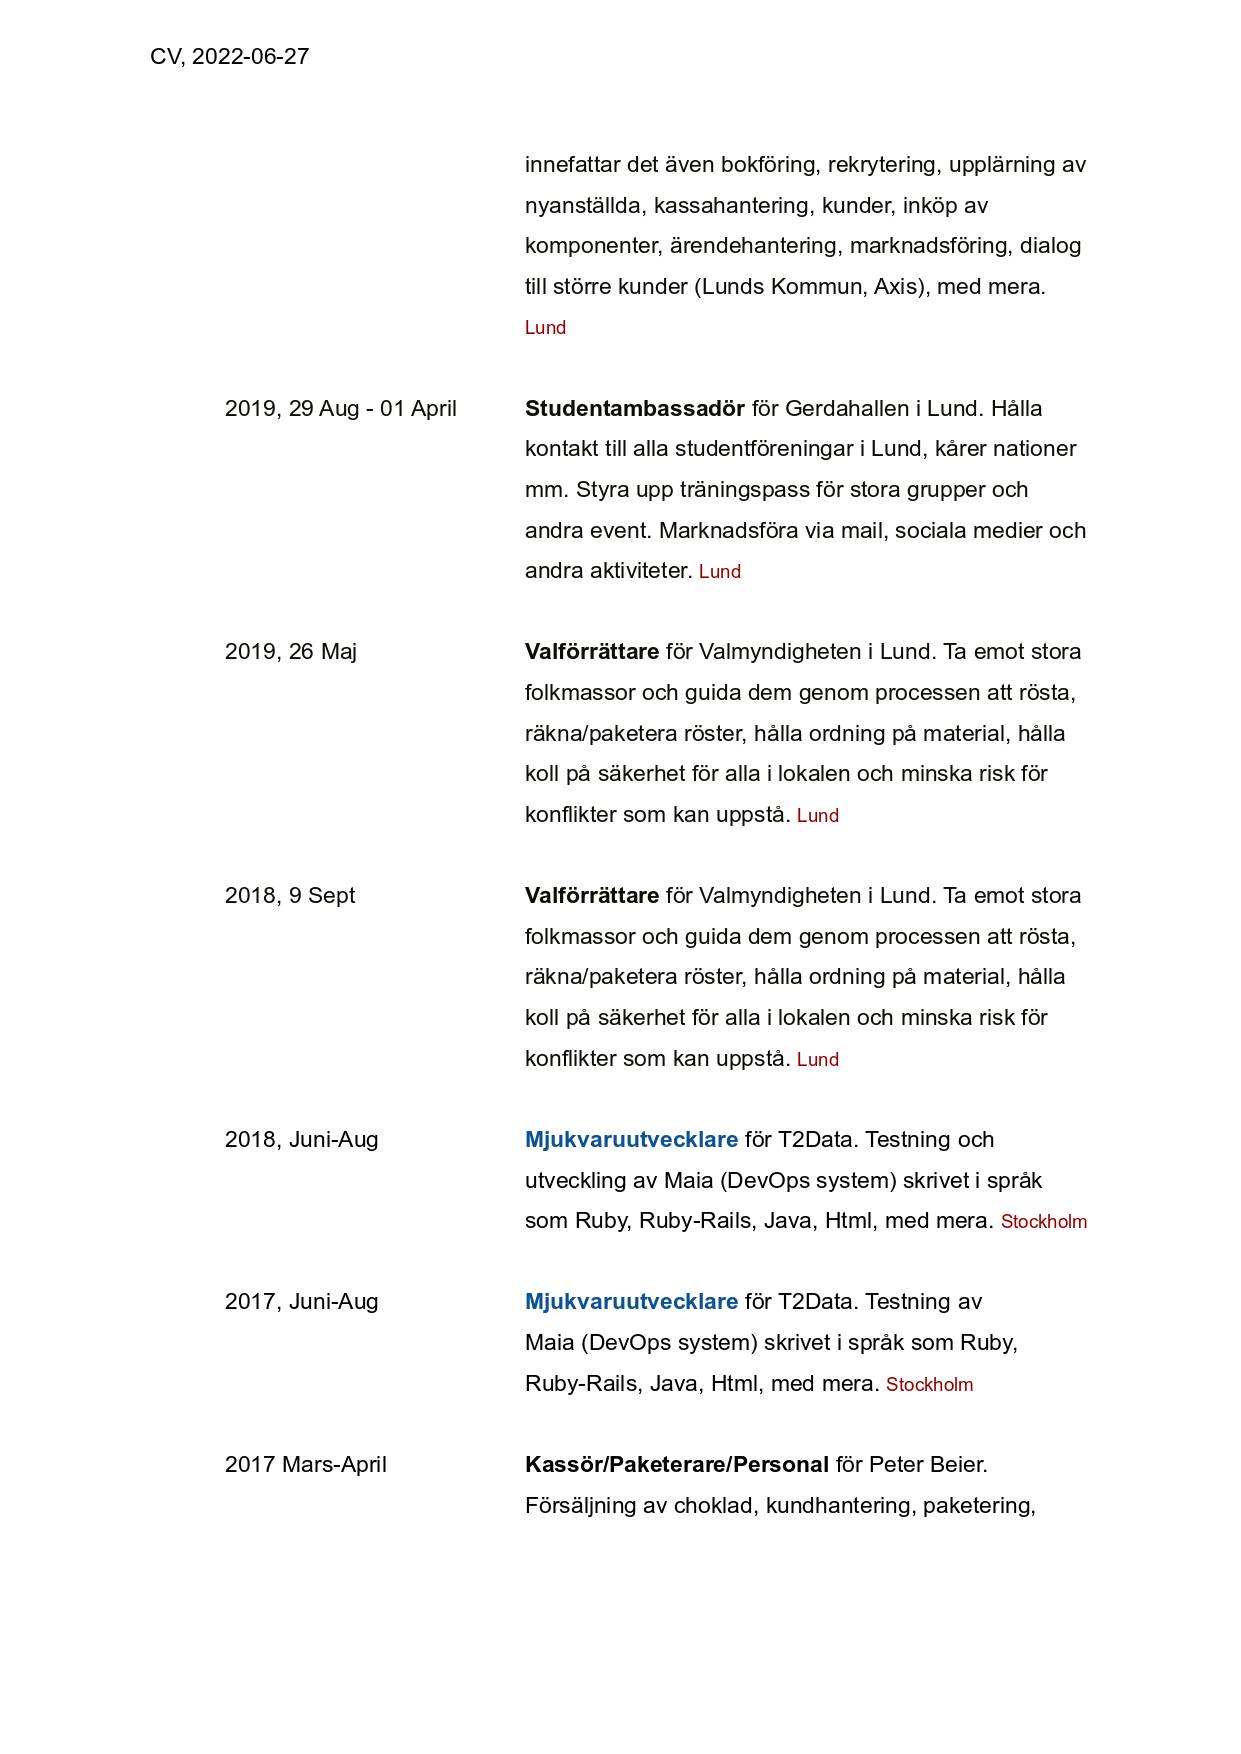 CV, 2022-06-27
innefattar det även bokföring, rekrytering, upplärning av
nyanställda, kassahantering, kunder, inköp av
komponenter, ärendehantering, marknadsföring, dialog
till större kunder (Lunds Kommun, Axis), med mera.
Lund
2019, 29 Aug - 01 April
Studentambassadör för Gerdahallen i Lund. Hålla
kontakt till alla studentföreningar i Lund, kårer nationer
mm. Styra upp träningspass för stora grupper och
andra event. Marknadsföra via mail, sociala medier och
andra aktiviteter. Lund
2019, 26 Maj
Valförrättare för Valmyndigheten i Lund. Ta emot stora
folkmassor och guida dem genom processen att rösta,
räkna/paketera röster, hålla ordning på material, hålla
koll på säkerhet för alla i lokalen och minska risk för
konflikter som kan uppstå. Lund
2018, 9 Sept
Valförrättare för Valmyndigheten i Lund. Ta emot stora
folkmassor och guida dem genom processen att rösta,
räkna/paketera röster, hålla ordning på material, hålla
koll på säkerhet för alla i lokalen och minska risk för
konflikter som kan uppstå. Lund
2018, Juni-Aug
Mjukvaruutvecklare för T2Data. Testning och
utveckling av Maia (DevOps system) skrivet i språk
som Ruby, Ruby-Rails, Java, Html, med mera. Stockholm
2017, Juni-Aug
Mjukvaruutvecklare för T2Data. Testning av
Maia (DevOps system) skrivet i språk som Ruby,
Ruby-Rails, Java, Html, med mera. Stockholm
2017 Mars-April
Kassör/Paketerare/Personal för Peter Beier.
Försäljning av choklad, kundhantering, paketering,